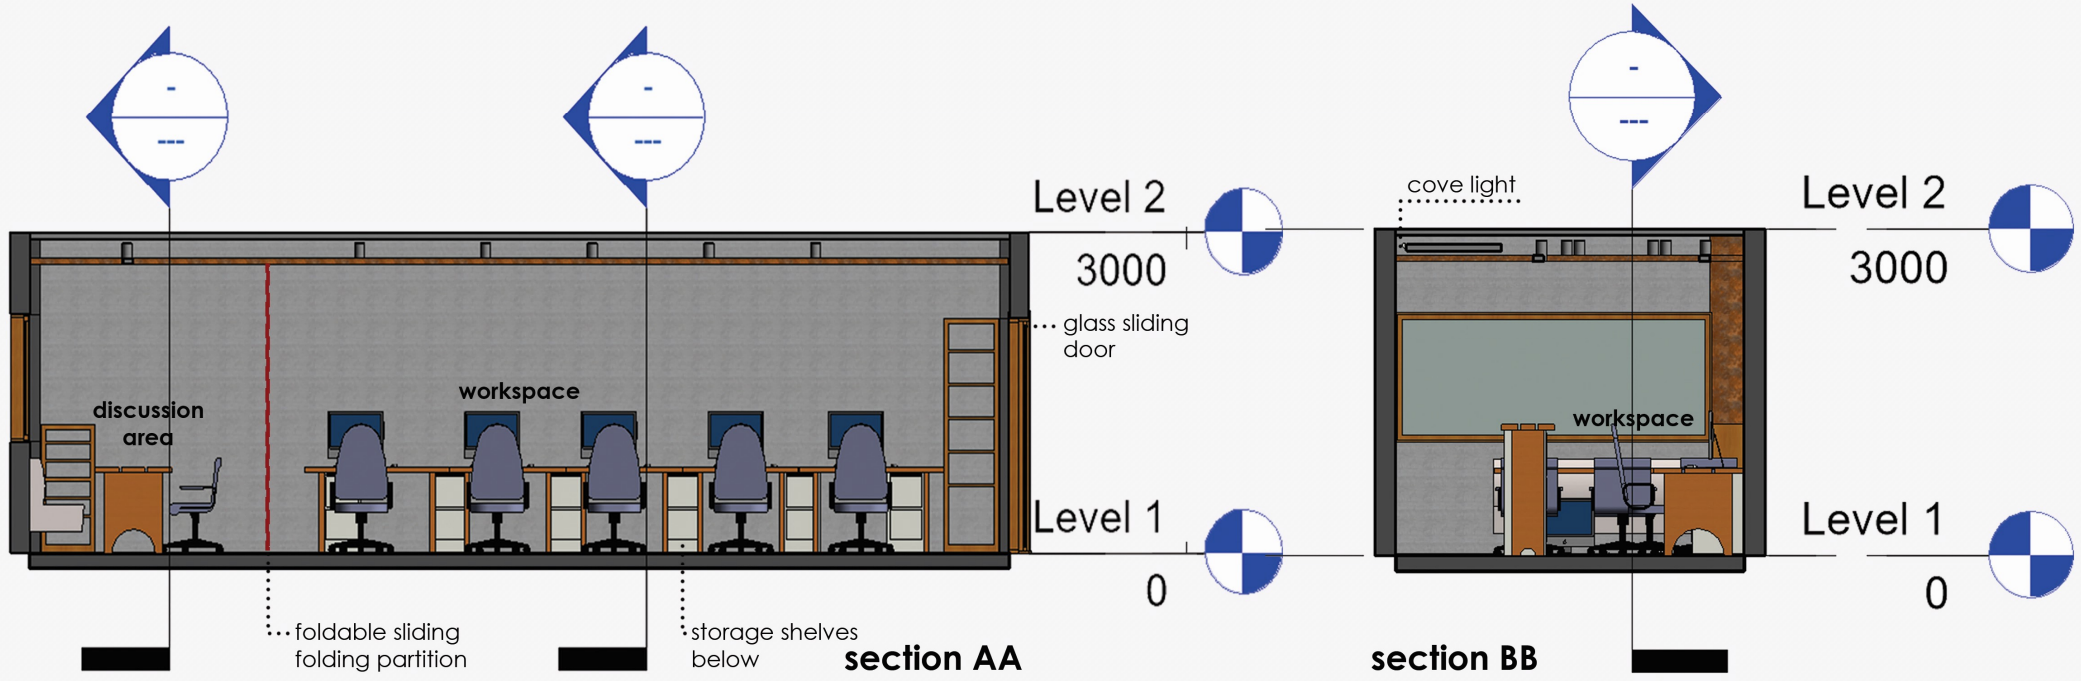 -
---
-
---
-
---
Level 2
3000
cove light
Level 2
3000
glass sliding
door
workspace
discussion
area
workspace
Level 1
0
Level 1
0
foldable sliding
folding partition
storage shelves
below
section AA
section BB